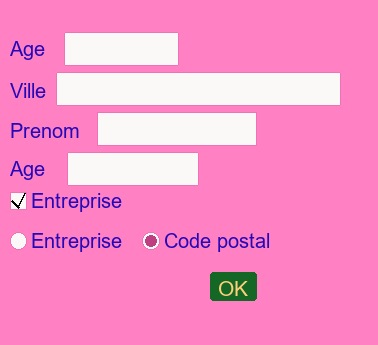 Age
Ville
Prenom
Age
Entreprise
Entreprise Code postal
OK